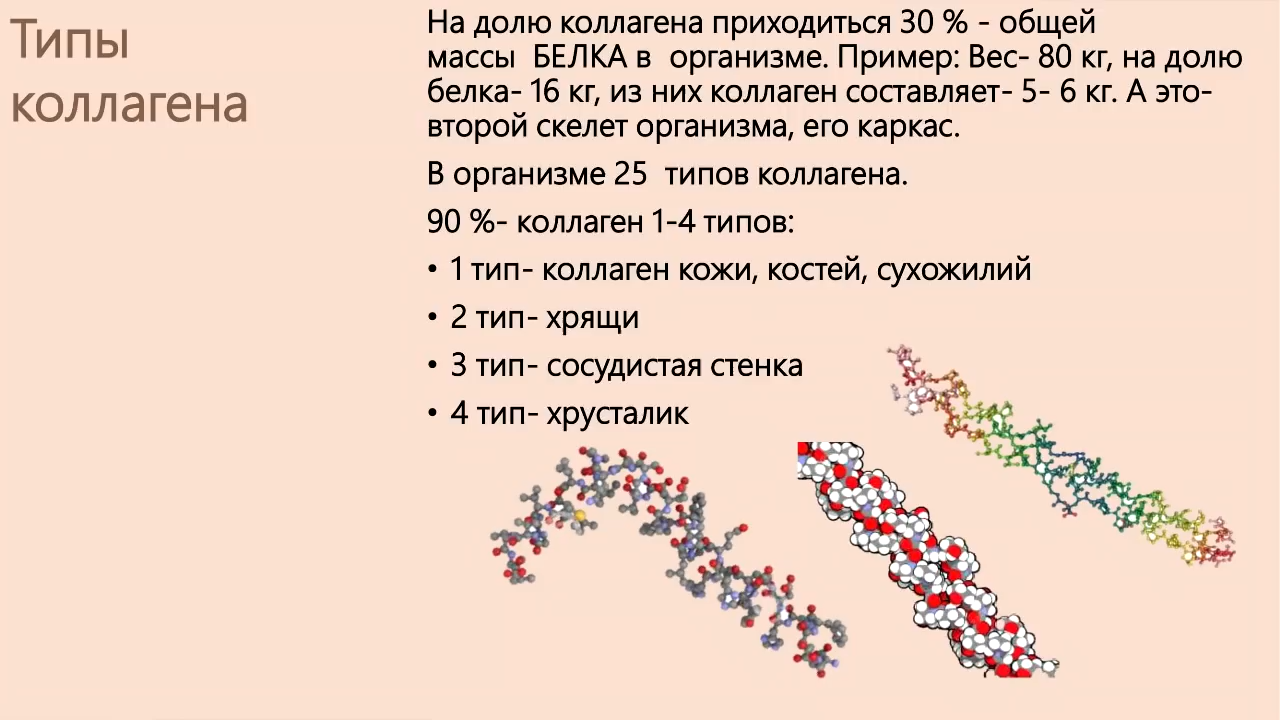 Типы
коллагена
На долю коллагена приходиться 30 % - общей
массы БЕЛКА в организме. Пример: Вес- 80 кг, на долю
белка- 16 кг, из них коллаген составляет- 5- 6 кг. А это-
второй скелет организма, его каркас.
В организме 25 типов коллагена.
90 %- коллаген 1-4 типов:
• 1 тип- коллаген кожи, костей, сухожилий
• 2 тип- хрящи
• 3 тип- сосудистая стенка
• 4 тип- хрусталик